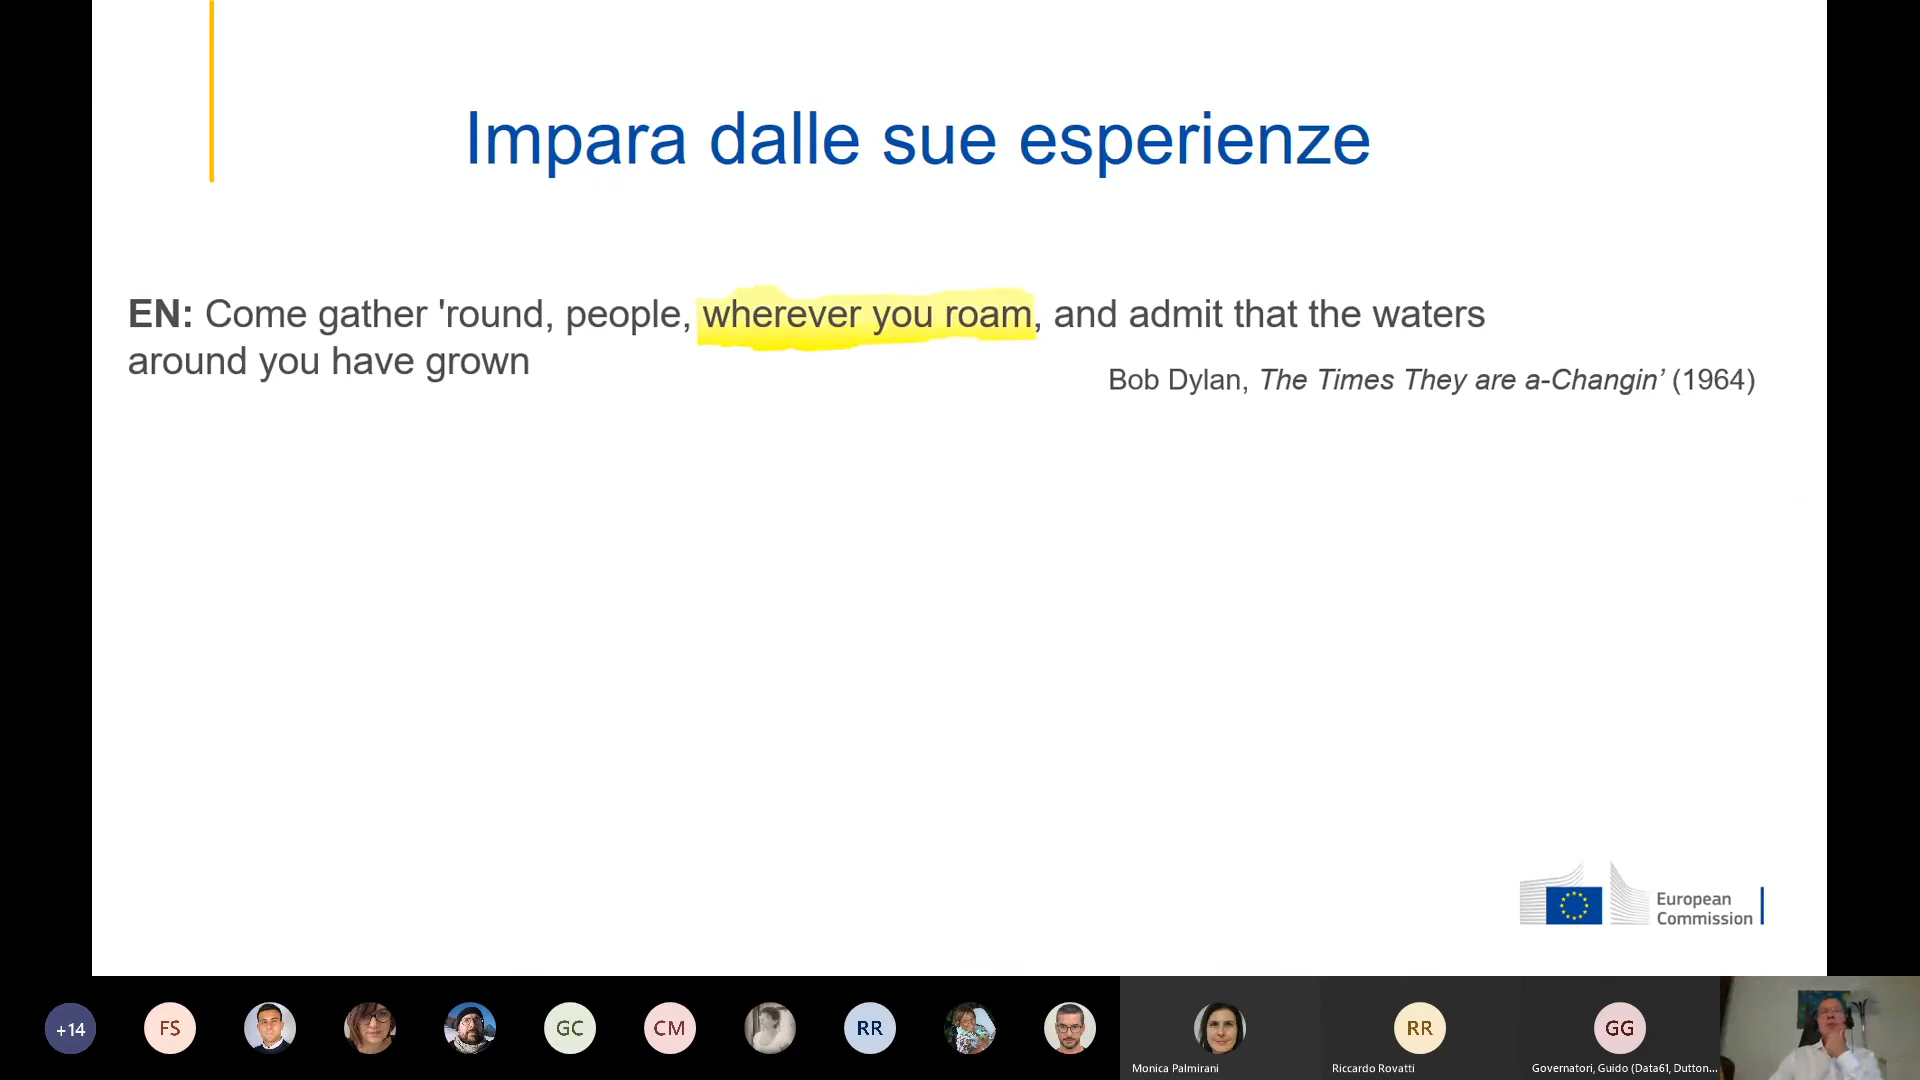 Impara dalle sue esperienze
EN: Come gather 'round, people, wherever you roam, and admit that the waters
around you have grown
Bob Dylan, The Times They are a-Changin’ (1964)
European
Commission
+14
FS
GC
CM
RR
RR
GG
Monica Palmirani
Riccardo Rovatti
Governatori, Guido (Data61, Dutton...